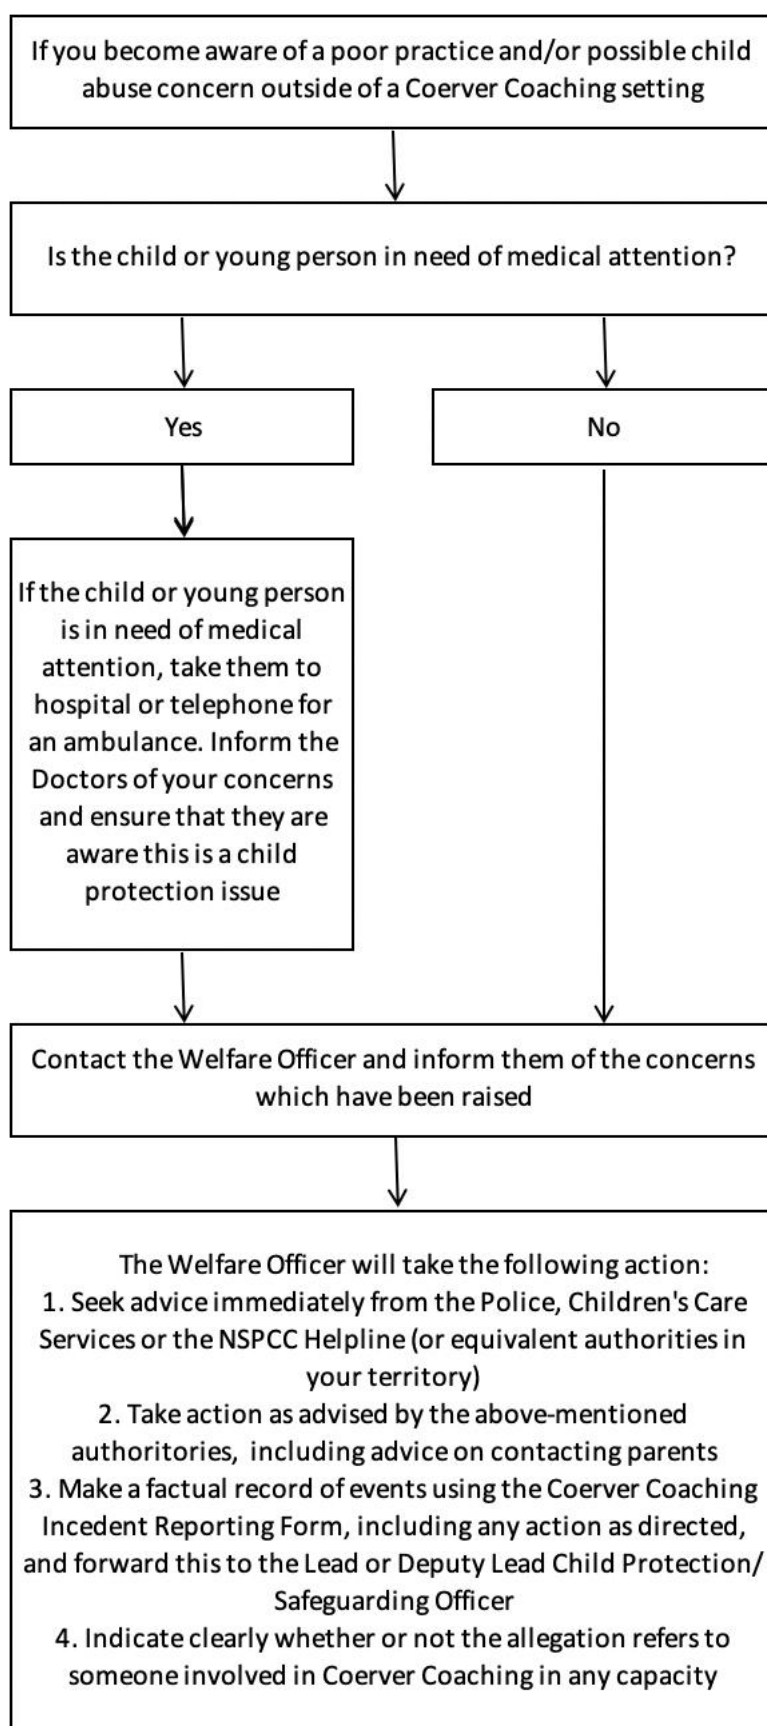 If you become aware of a poor practice and/or possible child
abuse concern outside of a Coerver Coaching setting
Is the child or young person in need of medical attention?
Yes
No
If the child or young person
is in need of medical
attention, take them to
hospital or telephone for
an ambulance. Inform the
Doctors of your concerns
and ensure that they are
aware this is a child
protection issue
Contact the Welfare Officer and inform them of the concerns
which have been raised
The Welfare Officer will take the following action:
1. Seek advice immediately from the Police, Children's Care
Services or the NSPCC Helpline (or equivalent authorities in
your territory)
2. Take action as advised by the above-mentioned
authoritories, including advice on contacting parents
3. Make a factual record of events using the Coerver Coaching
Incedent Reporting Form, including any action as directed,
and forward this to the Lead or Deputy Lead Child Protection/
Safeguarding Officer
4. Indicate clearly whether or not the allegation refers to
someone involved in Coerver Coaching in any capacity